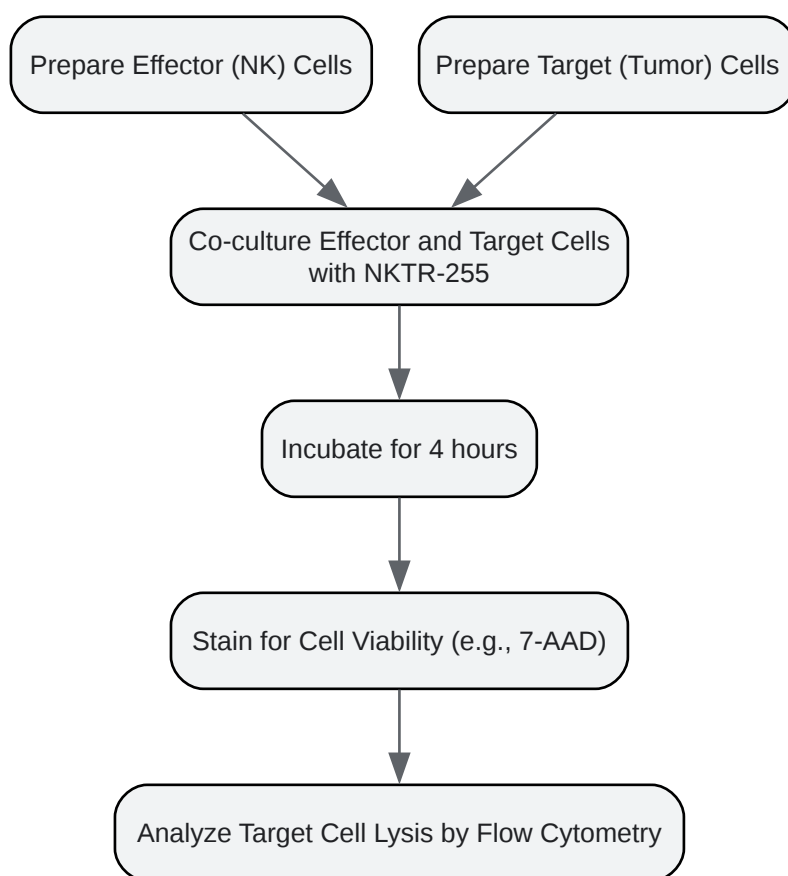 Prepare Effector (NK) Cells
Prepare Target (Tumor) Cells
Co-culture Effector and Target Cells
with NKTR-255
Incubate for 4 hours
Stain for Cell Viability (e.g., 7-AAD)
Analyze Target Cell Lysis by Flow Cytometry